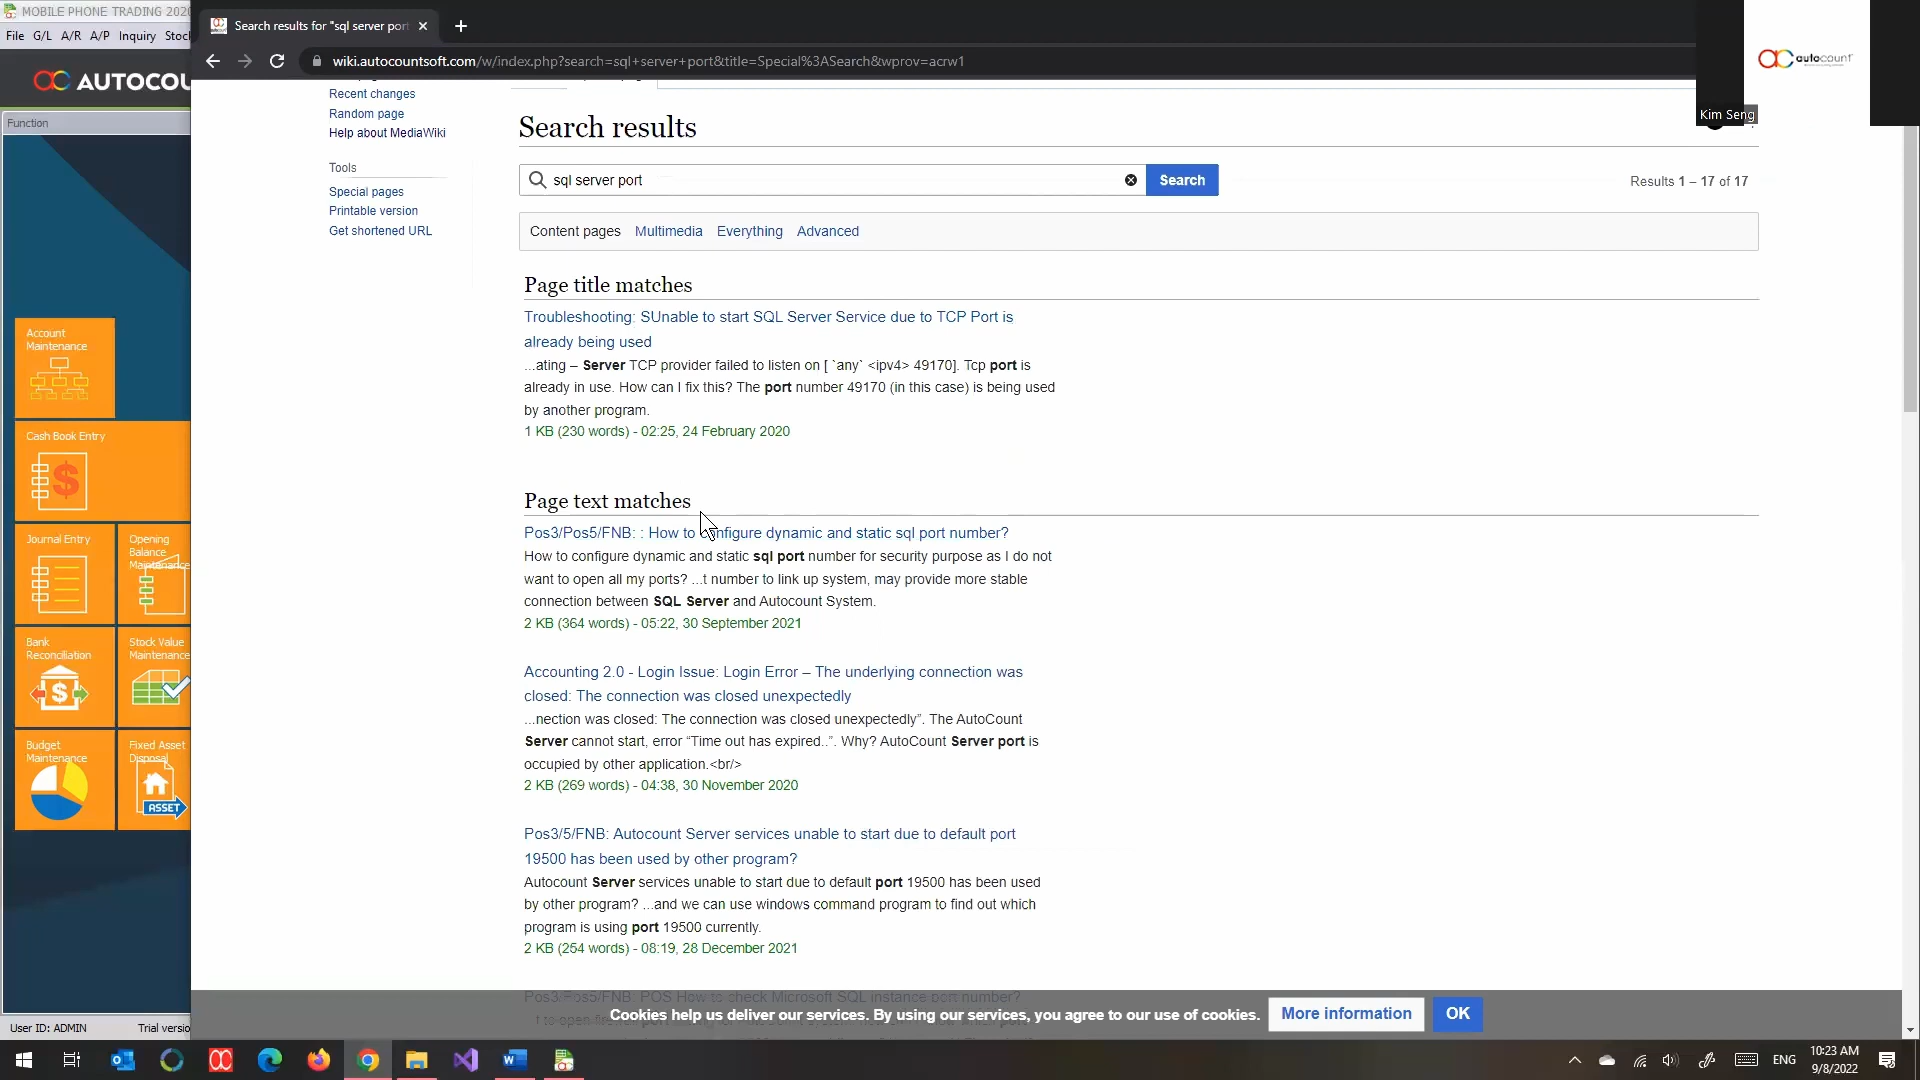 MOBILE PHONE TRADING 2020
File G/L A/R A/P Inquiry Stock
AUTOCOU
Function
Account
Maintenance
Cash Book Entry
Journal Entry
Opening
Balance
Maintenance
Bank
Reconciliation
Stock Value
Maintenance
Budget
Maintenance
Fixed Asset
Disposal
ASSET
User ID: ADMIN
Trial versio
Search results for "sql server port
wiki.autocountsoft.com/w/index.php?search=sql+server+port&title=Special%3ASearch&wprov=acrw1
autocount
Kim Seng
Recent changes
Random page
Help about MediaWiki
Tools
Special pages
Printable version
Get shortened URL
Search results
sql server port
Search
Results 1 – 17 of 17
Content pages Multimedia Everything Advanced
Page title matches
Troubleshooting: SUnable to start SQL Server Service due to TCP Port is
already being used
...ating – Server TCP provider failed to listen on [ `any` <ipv4> 49170]. Tcp port is
already in use. How can I fix this? The port number 49170 (in this case) is being used
by another program.
1 KB (230 words) - 02:25, 24 February 2020
Page text matches
Pos3/Pos5/FNB: : How to configure dynamic and static sql port number?
How to configure dynamic and static sql port number for security purpose as I do not
want to open all my ports? ...t number to link up system, may provide more stable
connection between SQL Server and Autocount System.
2 KB (364 words) - 05:22, 30 September 2021
Accounting 2.0 - Login Issue: Login Error – The underlying connection was
closed: The connection was closed unexpectedly
...nection was closed: The connection was closed unexpectedly”. The AutoCount
Server cannot start, error “Time out has expired..”. Why? AutoCount Server port is
occupied by other application.<br/>
2 KB (269 words) - 04:38, 30 November 2020
Pos3/5/FNB: Autocount Server services unable to start due to default port
19500 has been used by other program?
Autocount Server services unable to start due to default port 19500 has been used
by other program? ...and we can use windows command program to find out which
program is using port 19500 currently.
2 KB (254 words) - 08:19, 28 December 2021
Pos3/Pos5/FNB: POS How to check Microsoft SQL instance port number?
Cookies help us deliver our services. By using our services, you agree to our use of cookies.
More information
OK
ENG
10:23 AM
9/8/2022